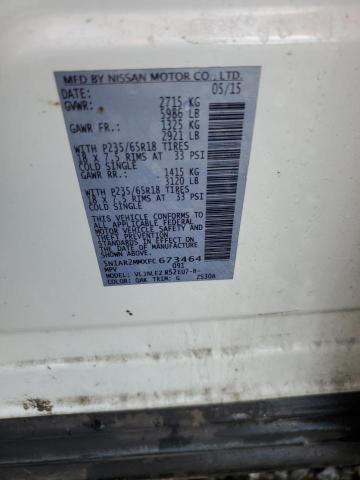 MFD BY NISSAN MOTOR CO., LTD.
DATE: 05/15
GVWR: 2715 KG
5986 LB
GAWR FR.: 1325 KG
2921 LB
WITH P235/65R18 TIRES
18 X 7.5 RIMS AT 33 PSI
COLD SINGLE
GAWR RR.: 1415 KG
3120 LB
WITH P235/65R18 TIRES
18 X 7.5 RIMS AT 33 PSI
COLD SINGLE
THIS VEHICLE CONFORMS TO
ALL APPLICABLE FEDERAL
MOTOR VEHICLE SAFETY
STANDARDS IN EFFECT ON THE
DATE OF MANUFACTURE
SHOWN ABOVE.
5N1AR2MMXFC 673464
MPV 091
MODEL:
COLOR: QAK TRIM: G